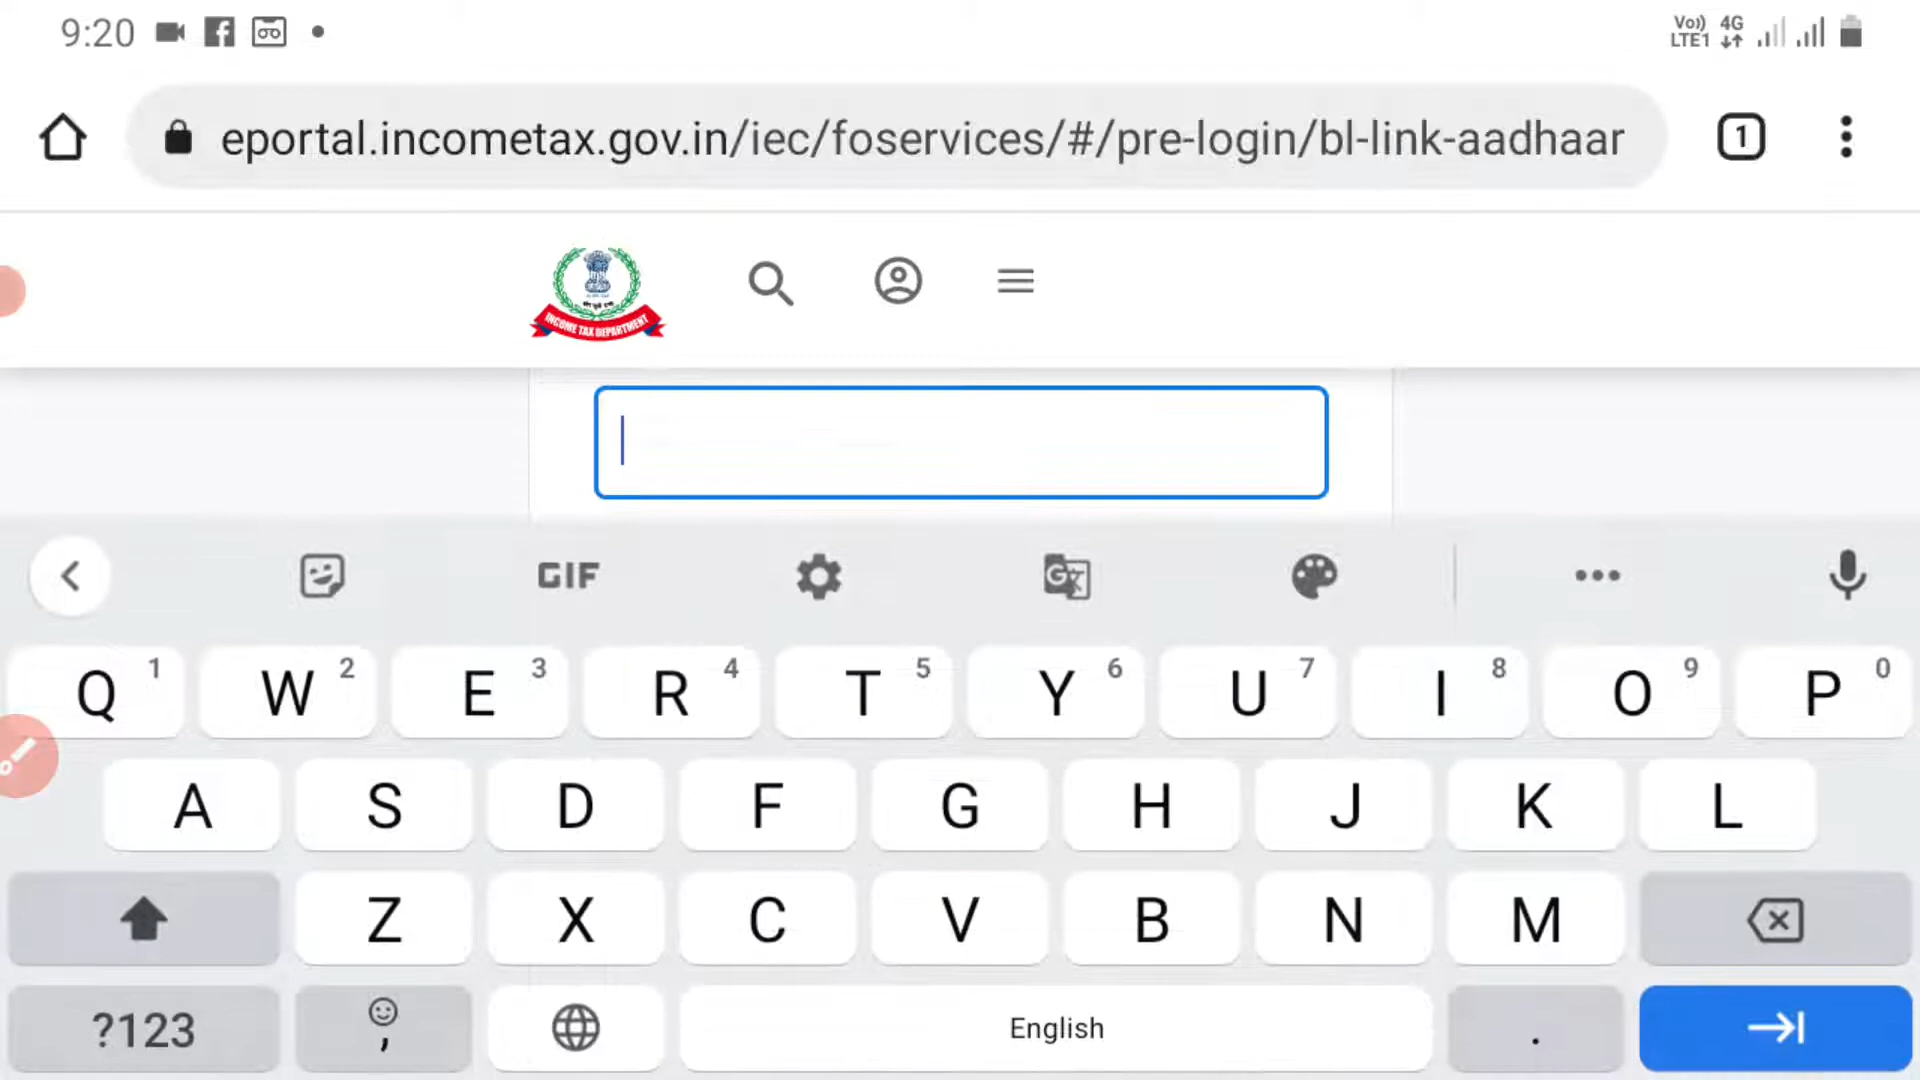 9:20
Vo)) 4G
LTE1
eportal.incometax.gov.in/iec/foservices/#/pre-login/bl-link-aadhaar
1
INCOME TAX DEPARTMENT
GIF
G
Q 1 W 2 E 3 R 4 T 5 Y 6 U 7 I 8 O 9 P 0
A S D F G H J K L
Z X C V B N M
?123 , English .